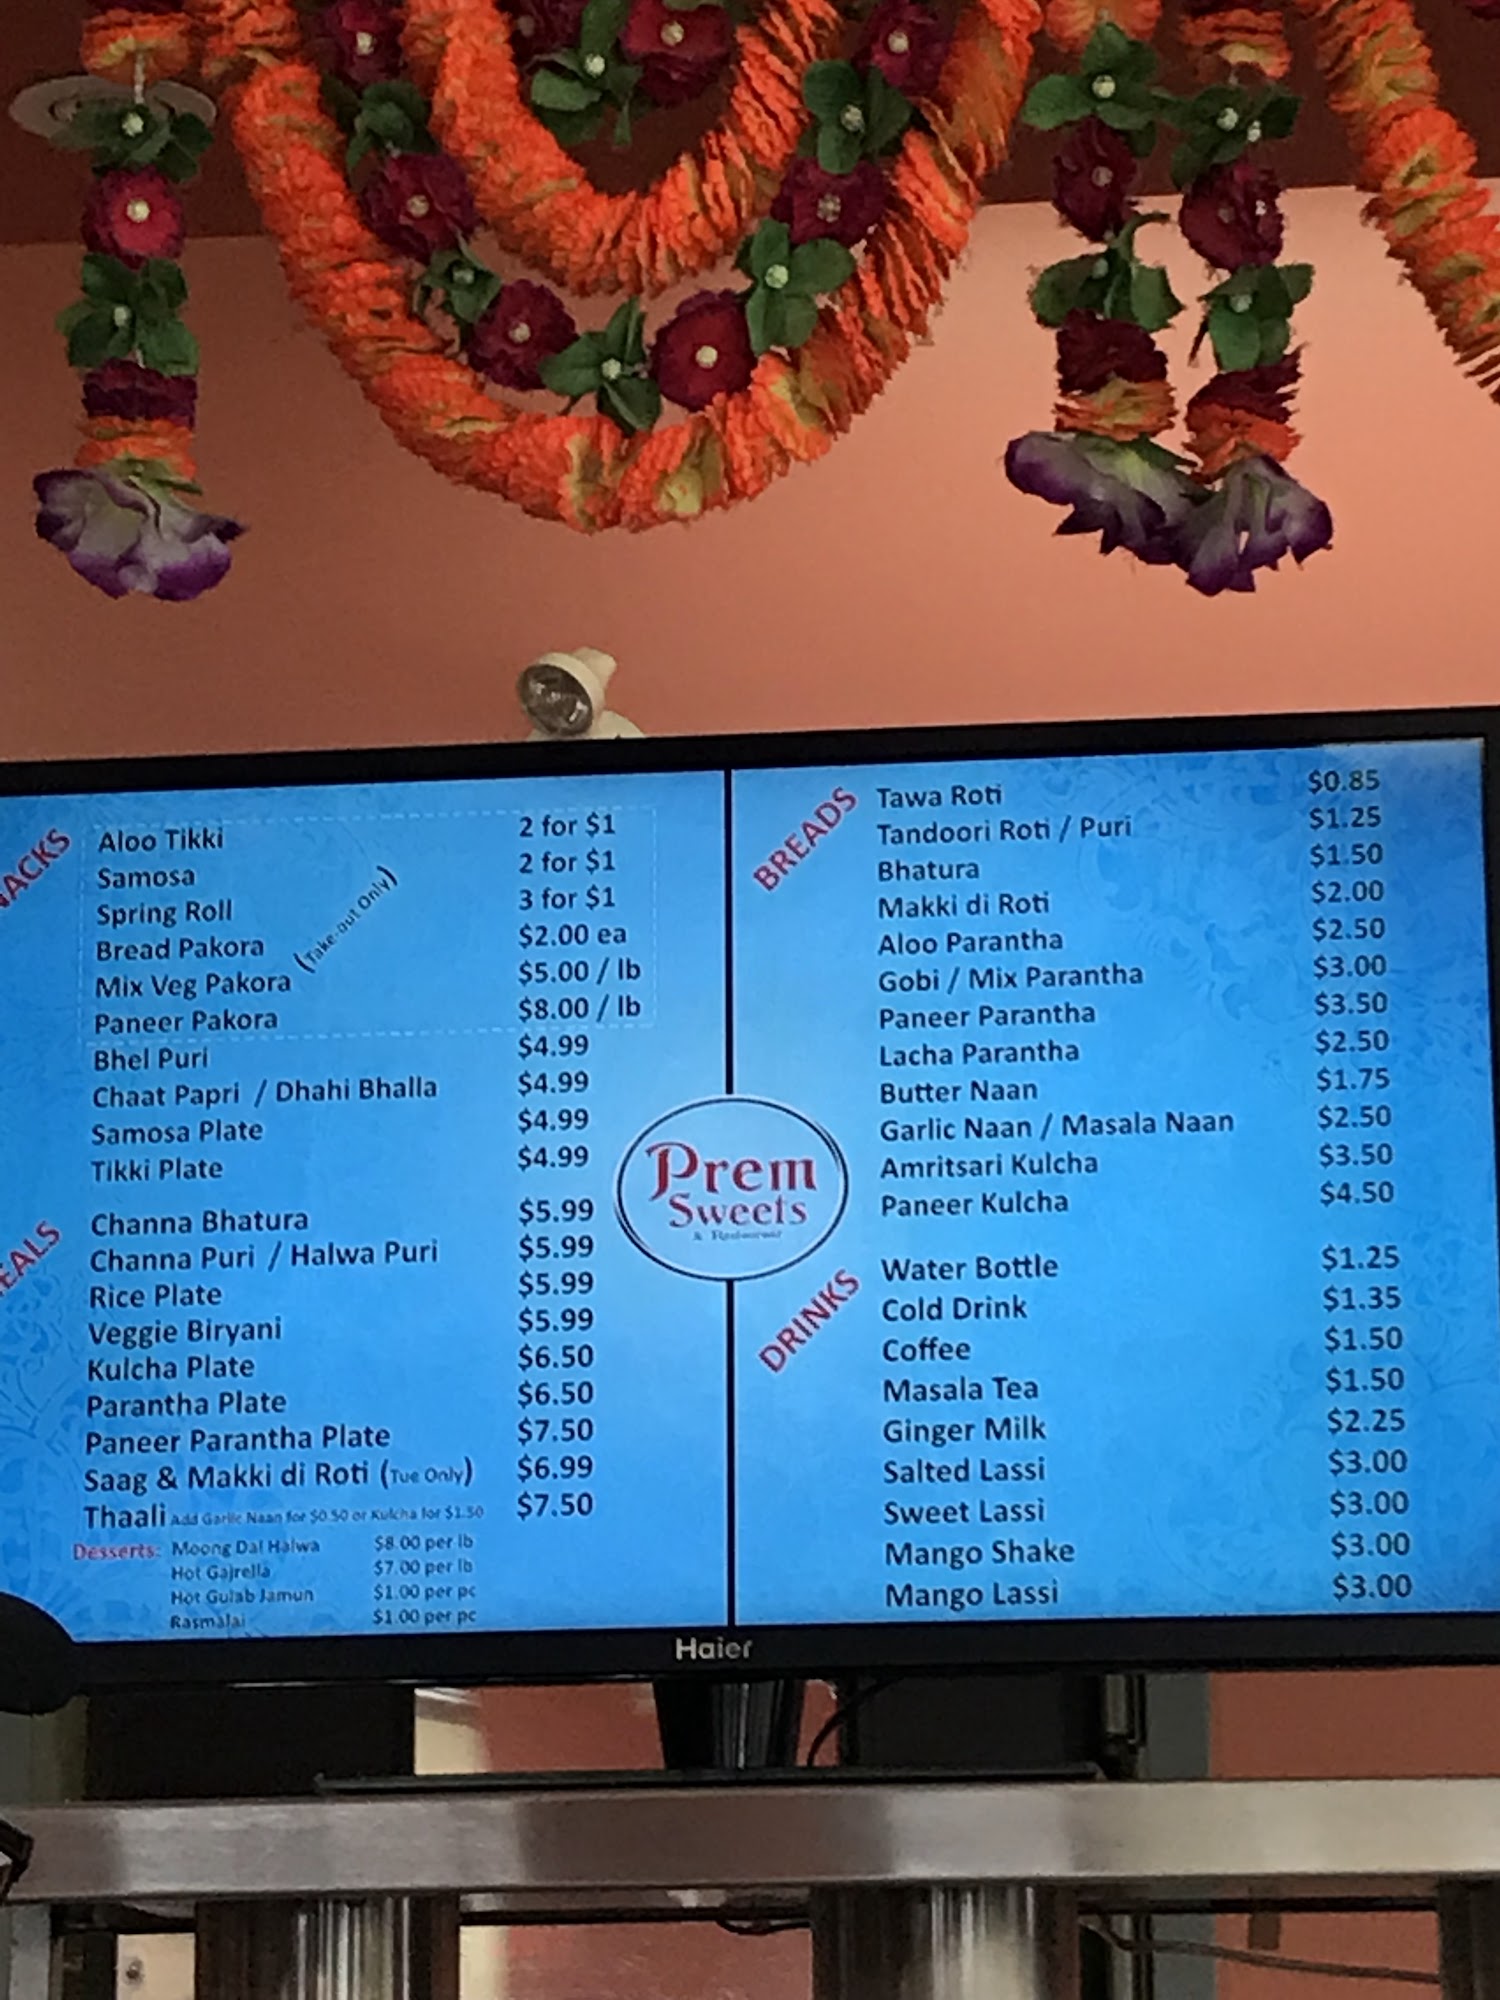 NACKS
Aloo Tikki 2 for $1
Samosa 2 for $1
Spring Roll 3 for $1
Bread Pakora $2.00 ea
Mix Veg Pakora $5.00 / lb
Paneer Pakora $8.00 / lb
(Take-out Only)
Bhel Puri $4.99
Chaat Papri / Dhahi Bhalla $4.99
Samosa Plate $4.99
Tikki Plate $4.99
EALS
Channa Bhatura $5.99
Channa Puri / Halwa Puri $5.99
Rice Plate $5.99
Veggie Biryani $5.99
Kulcha Plate $6.50
Parantha Plate $6.50
Paneer Parantha Plate $7.50
Saag & Makki di Roti (Tue Only) $6.99
Thaali Add Garlic Naan for $0.50 or Kulcha for $1.50 $7.50
Desserts: Moong Dal Halwa $8.00 per lb
Hot Gajrella $7.00 per lb
Hot Gulab Jamun $1.00 per pc
Rasmalai $1.00 per pc
Prem
Sweets
& Restaurant
BREADS
Tawa Roti $0.85
Tandoori Roti / Puri $1.25
Bhatura $1.50
Makki di Roti $2.00
Aloo Parantha $2.50
Gobi / Mix Parantha $3.00
Paneer Parantha $3.50
Lacha Parantha $2.50
Butter Naan $1.75
Garlic Naan / Masala Naan $2.50
Amritsari Kulcha $3.50
Paneer Kulcha $4.50
DRINKS
Water Bottle $1.25
Cold Drink $1.35
Coffee $1.50
Masala Tea $1.50
Ginger Milk $2.25
Salted Lassi $3.00
Sweet Lassi $3.00
Mango Shake $3.00
Mango Lassi $3.00
Haier